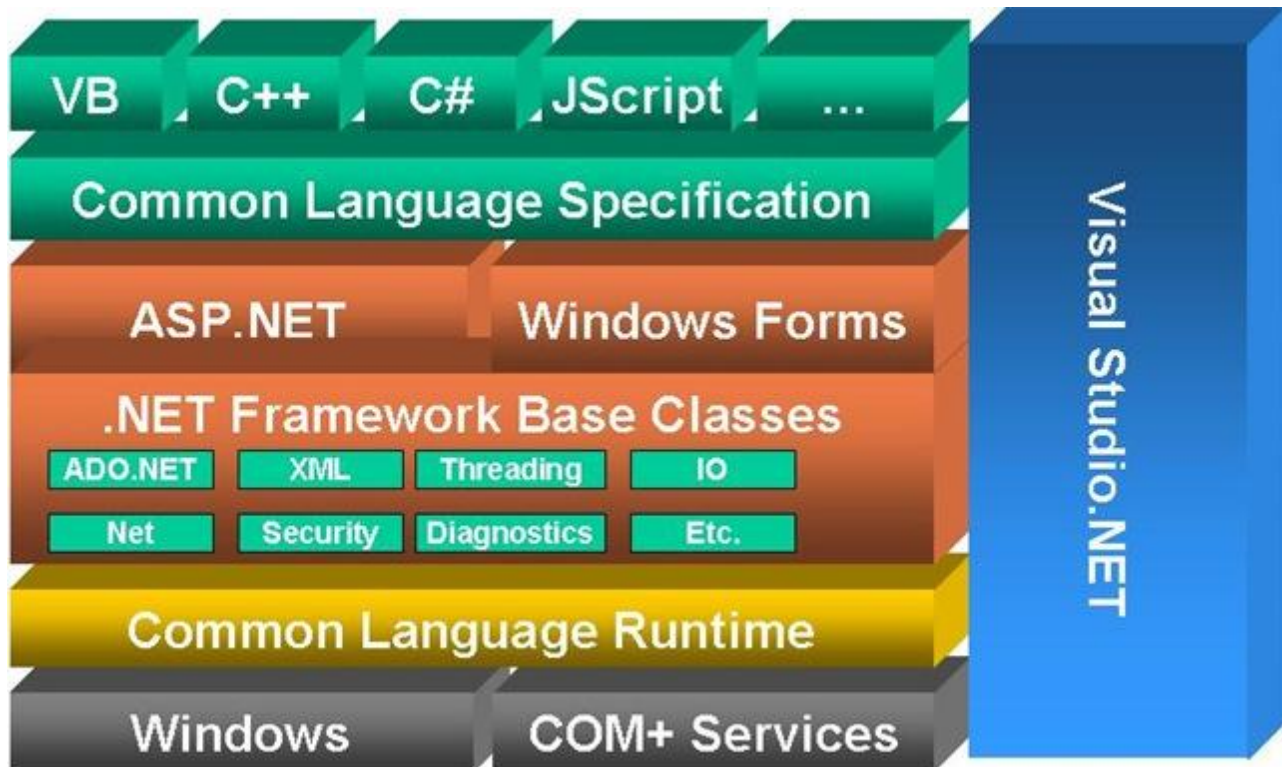 VB C++ C# JScript ...
Common Language Specification
ASP.NET Windows Forms
.NET Framework Base Classes
ADO.NET XML Threading IO
Net Security Diagnostics Etc.
Common Language Runtime
Windows COM+ Services
Visual Studio.NET